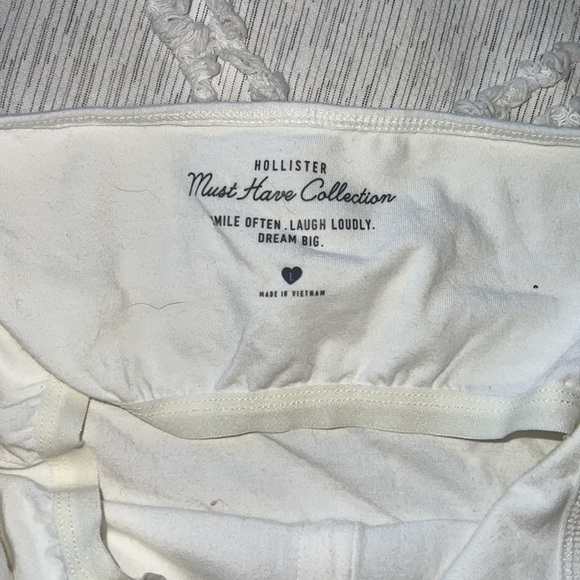 HOLLISTER
Must Have Collection
MILE OFTEN . LAUGH LOUDLY.
DREAM BIG.
L
MADE IN VIETNAM